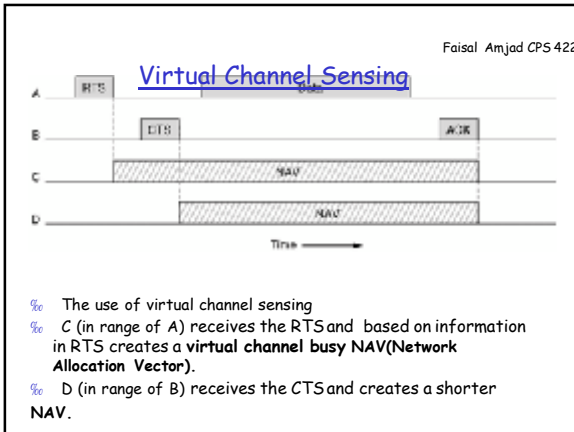 Faisal Amjad CPS 422
Virtual Channel Sensing
A RTS Data
B CTS ACK
C NAV
D NAV
Time
‰ The use of virtual channel sensing
‰ C (in range of A) receives the RTS and based on information
in RTS creates a virtual channel busy NAV(Network
Allocation Vector).
‰ D (in range of B) receives the CTS and creates a shorter
NAV.